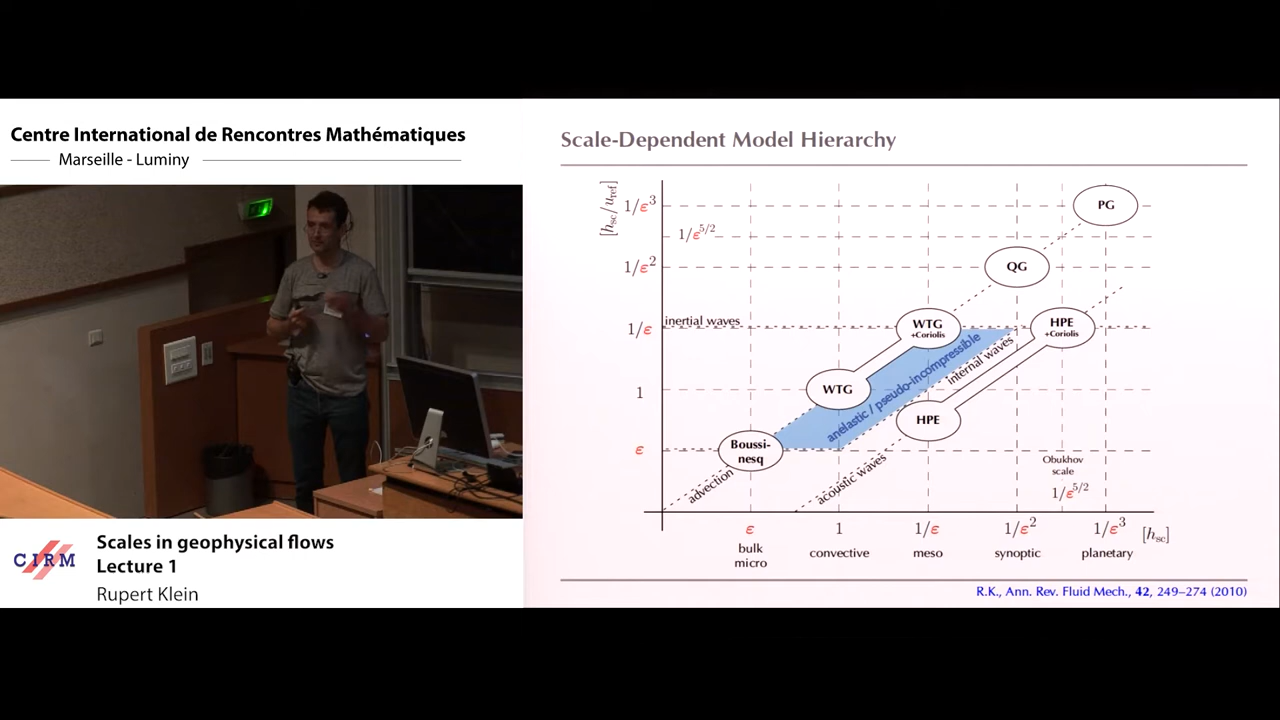 Centre International de Rencontres Mathématiques
Marseille - Luminy
Scale-Dependent Model Hierarchy
[h_sc/u_ref]
1/ε³
PG
1/ε^5/2
1/ε²
QG
1/ε
inertial waves
WTG
+Coriolis
HPE
+Coriolis
anelastic / pseudo-incompressible
internal waves
1
WTG
HPE
ε
Boussi-
nesq
advection
acoustic waves
Obukhov
scale
1/ε^5/2
ε
1
1/ε
1/ε²
1/ε³
[h_sc]
bulk
micro
convective
meso
synoptic
planetary
R.K., Ann. Rev. Fluid Mech., 42, 249–274 (2010)
CIRM
Scales in geophysical flows
Lecture 1
Rupert Klein